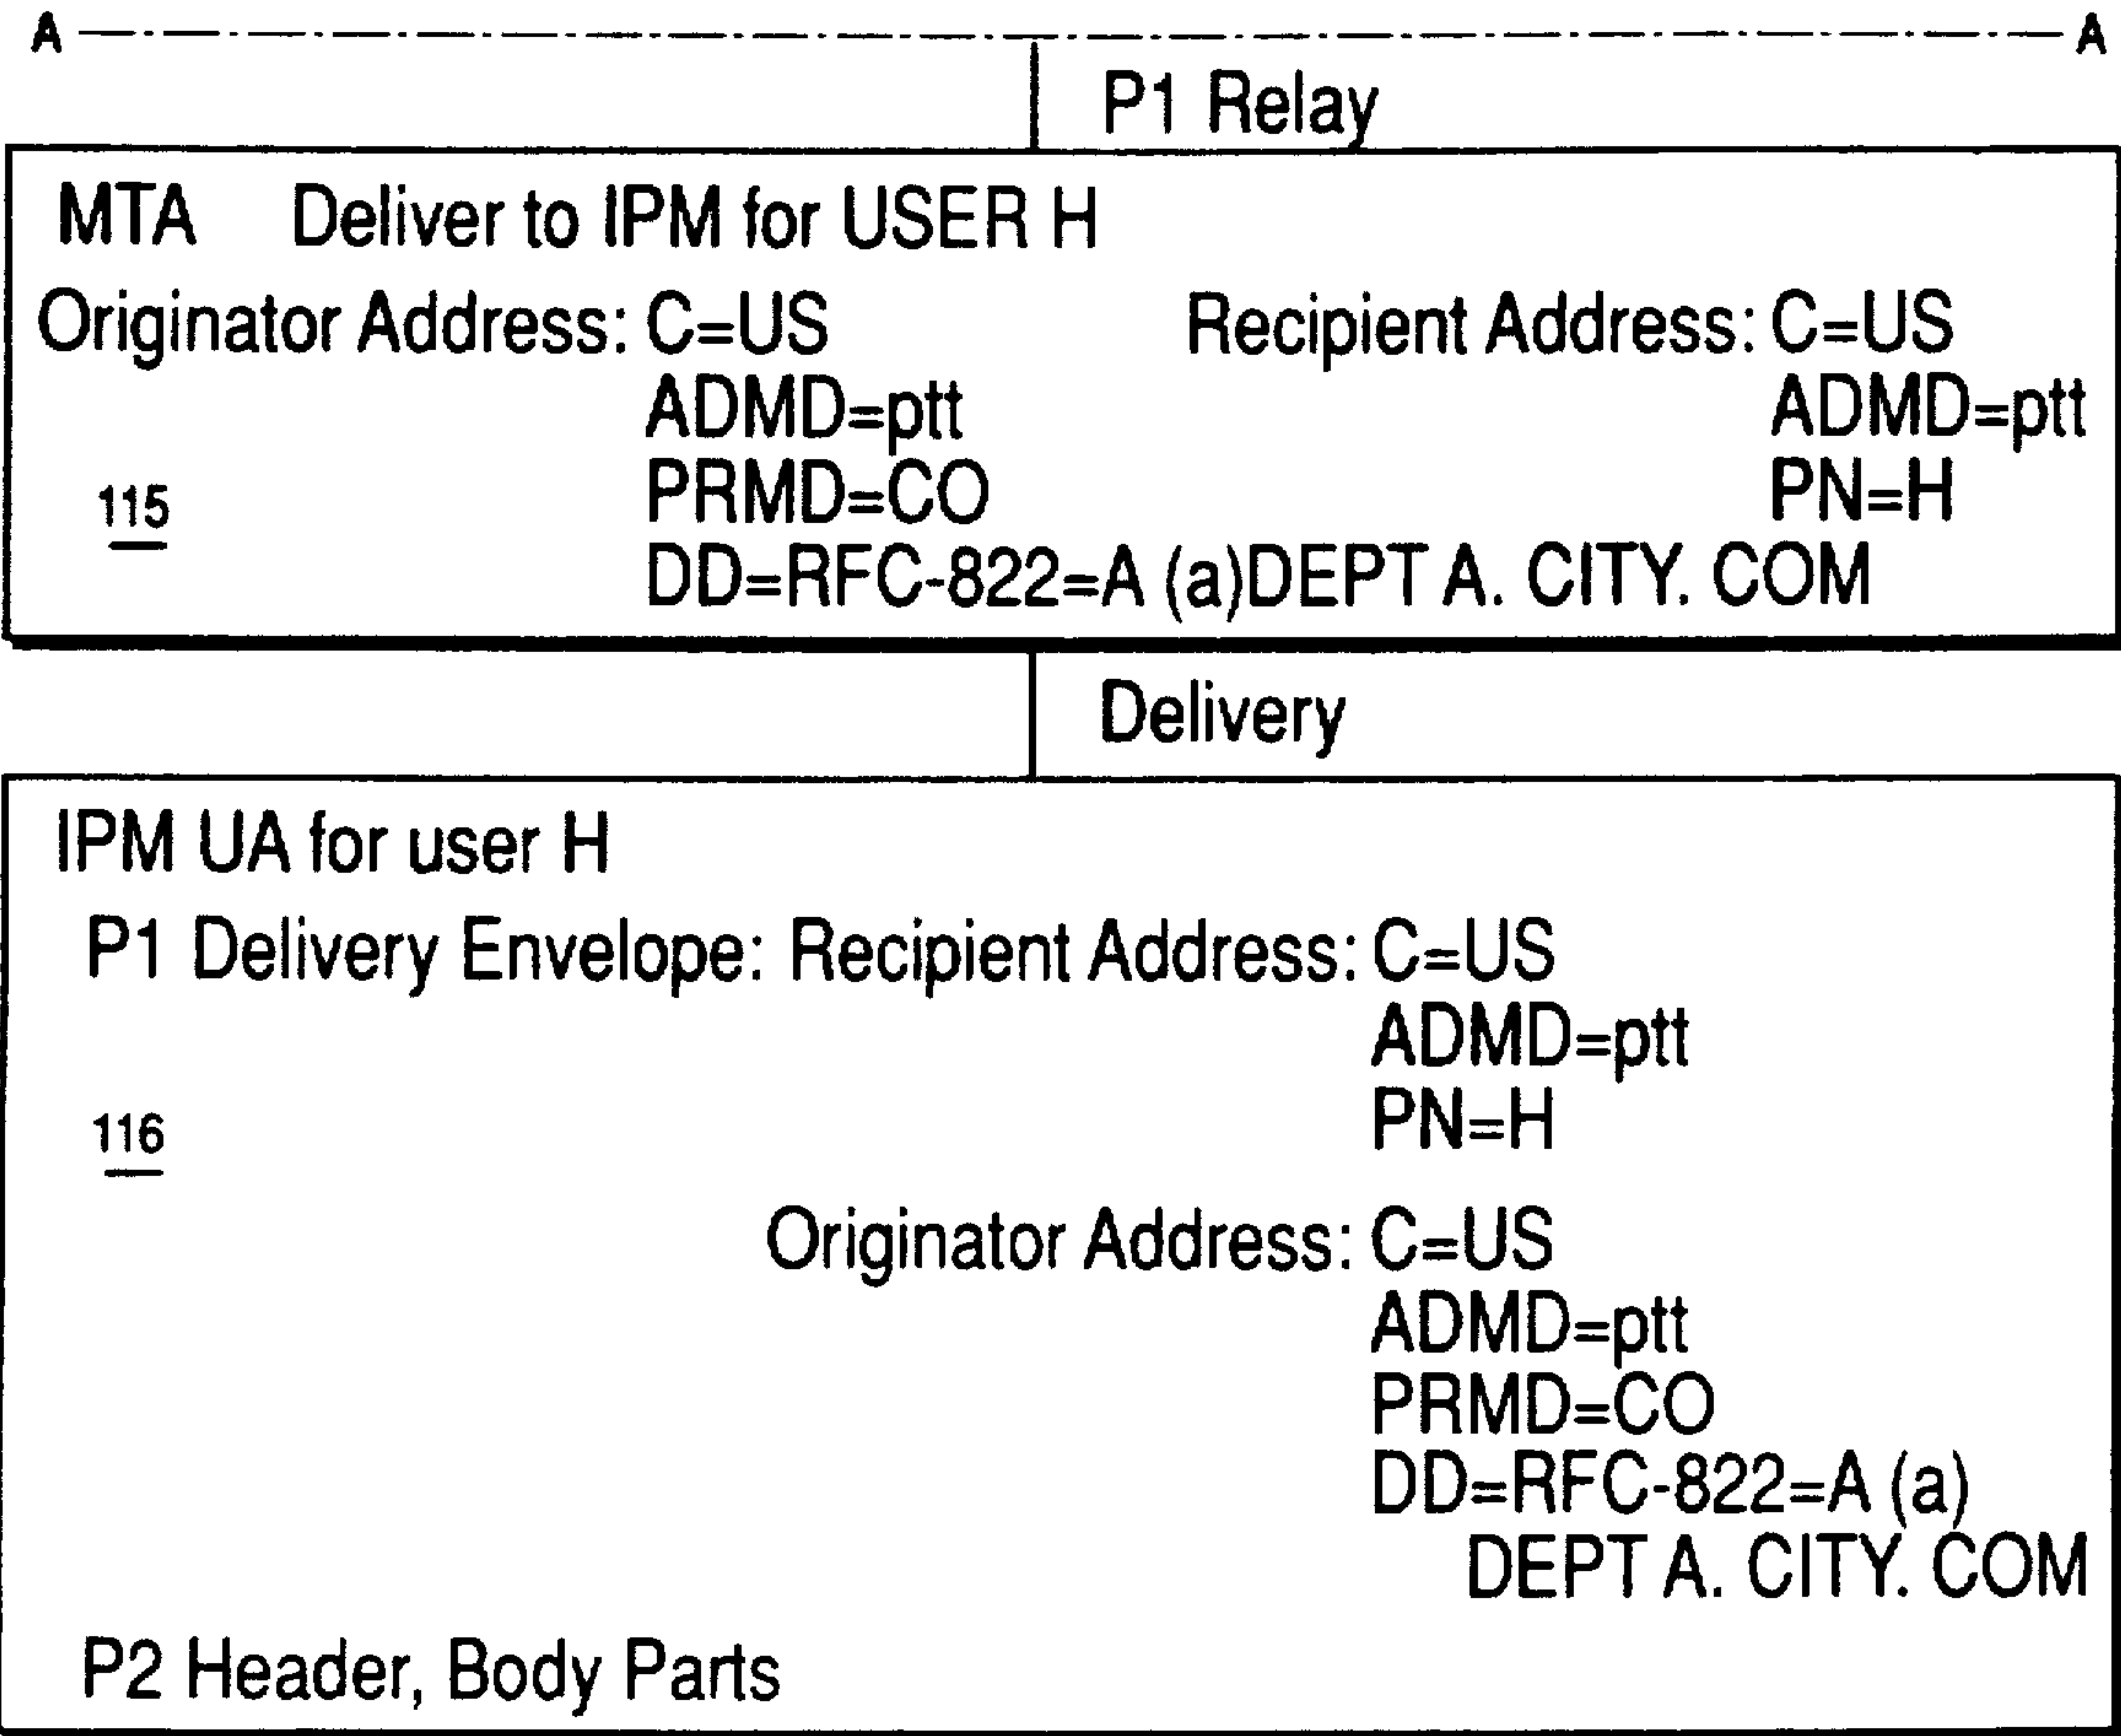 A A
P1 Relay
MTA Deliver to IPM for USER H
Originator Address: C=US Recipient Address: C=US
ADMD=ptt ADMD=ptt
115 PRMD=CO PN=H
DD=RFC-822=A (a)DEPT A. CITY. COM
Delivery
IPM UA for user H
P1 Delivery Envelope: Recipient Address: C=US
ADMD=ptt
116 PN=H
Originator Address: C=US
ADMD=ptt
PRMD=CO
DD=RFC-822=A (a)
DEPT A. CITY. COM
P2 Header, Body Parts